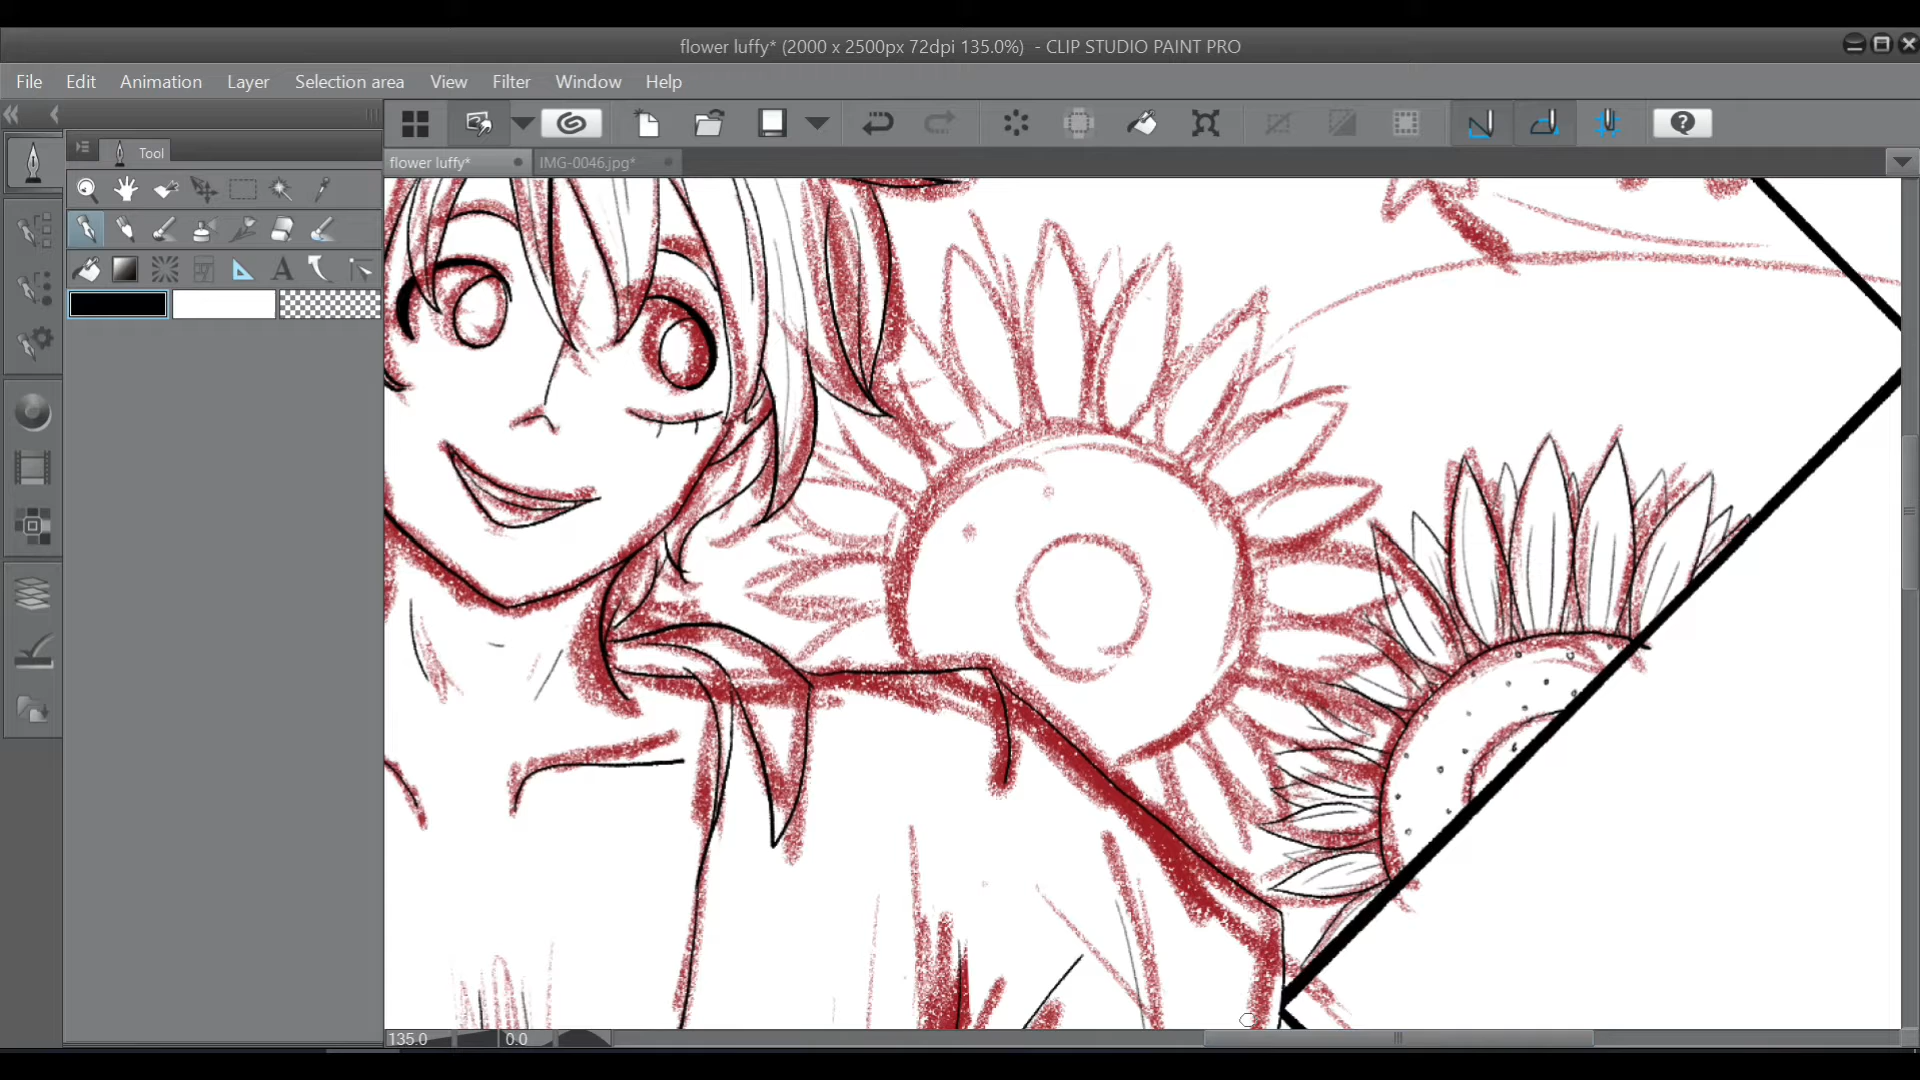 flower luffy* (2000 x 2500px 72dpi 135.0%) - CLIP STUDIO PAINT PRO
File Edit Animation Layer Selection area View Filter Window Help
Tool
flower luffy* IMG-0046.jpg*
135.0 0.0